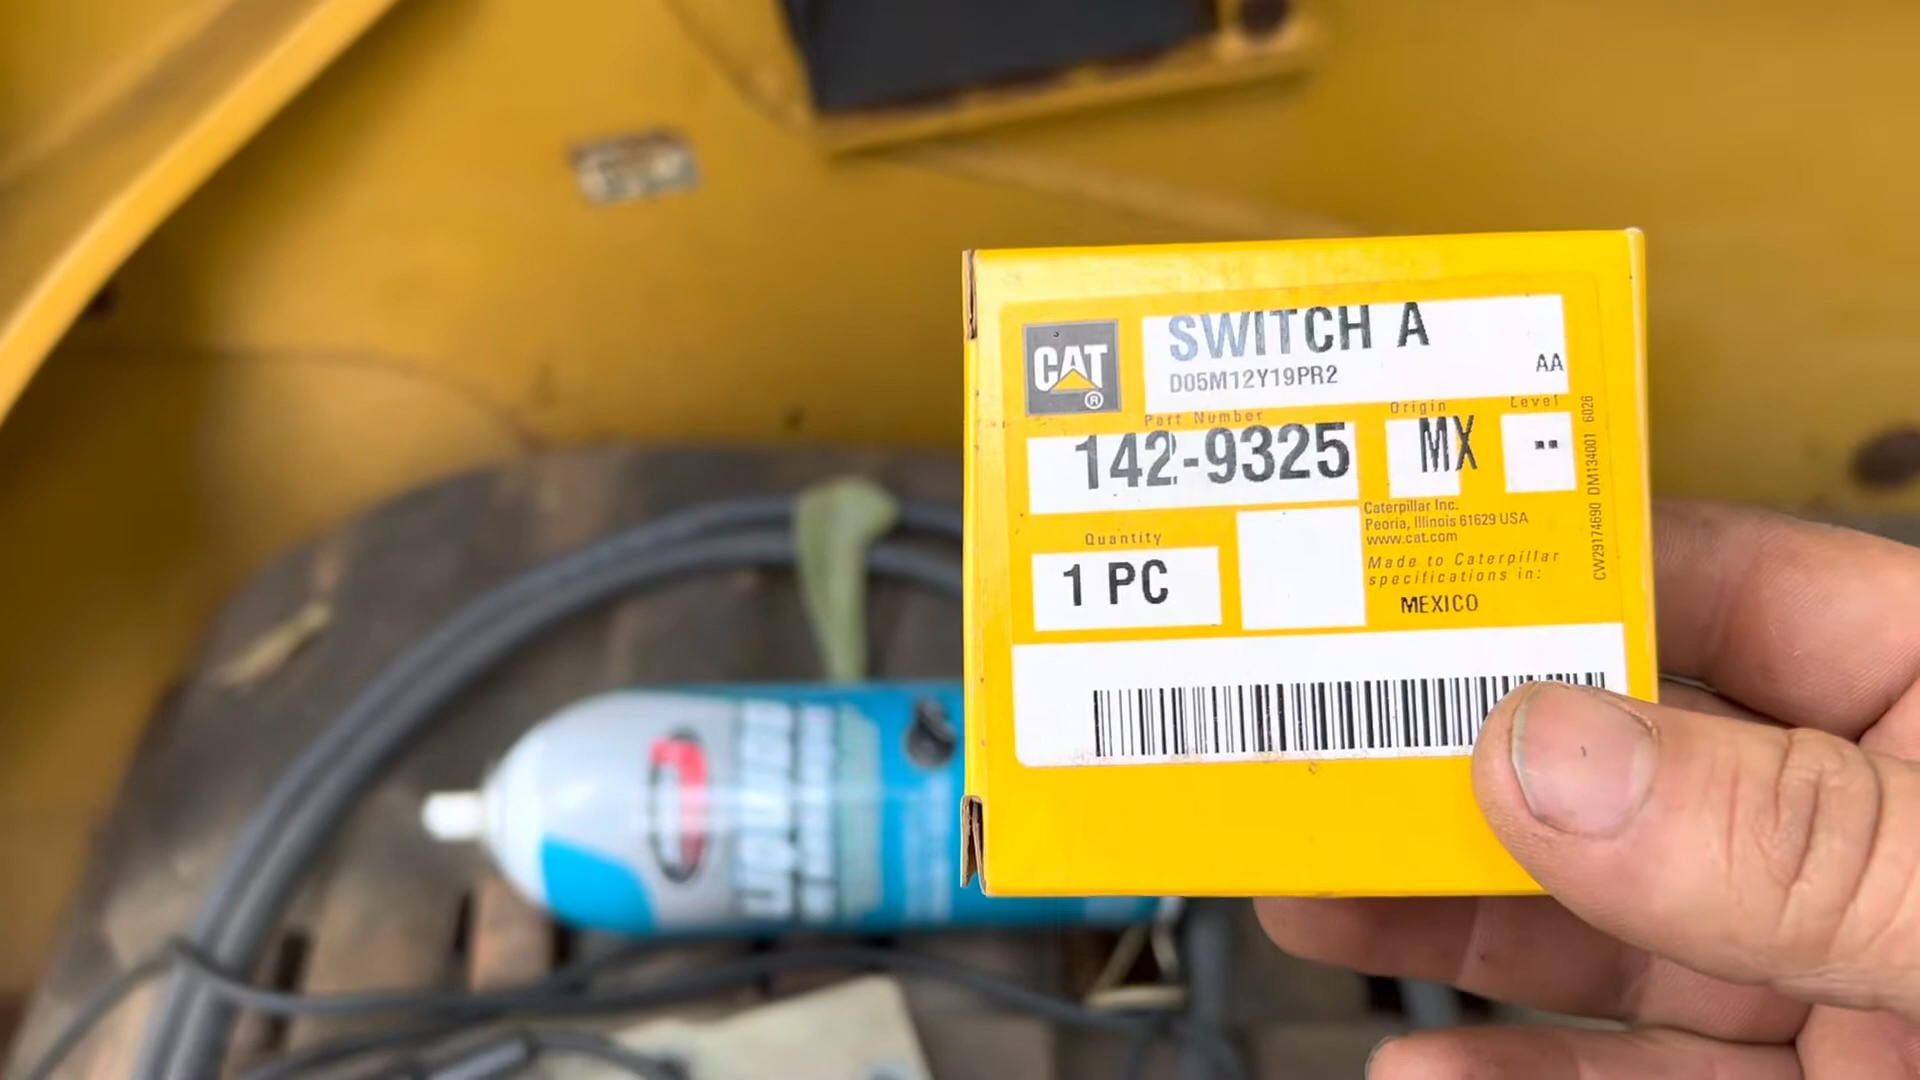 SWITCH A
D05M12Y19PR2
AA
CAT
®
Part Number
142-9325
Origin
MX
Level
--
Quantity
1 PC
Caterpillar Inc.
Peoria, Illinois 61629 USA
www.cat.com
Made to Caterpillar
specifications in:
MEXICO
CW29174690 DM134001 6026